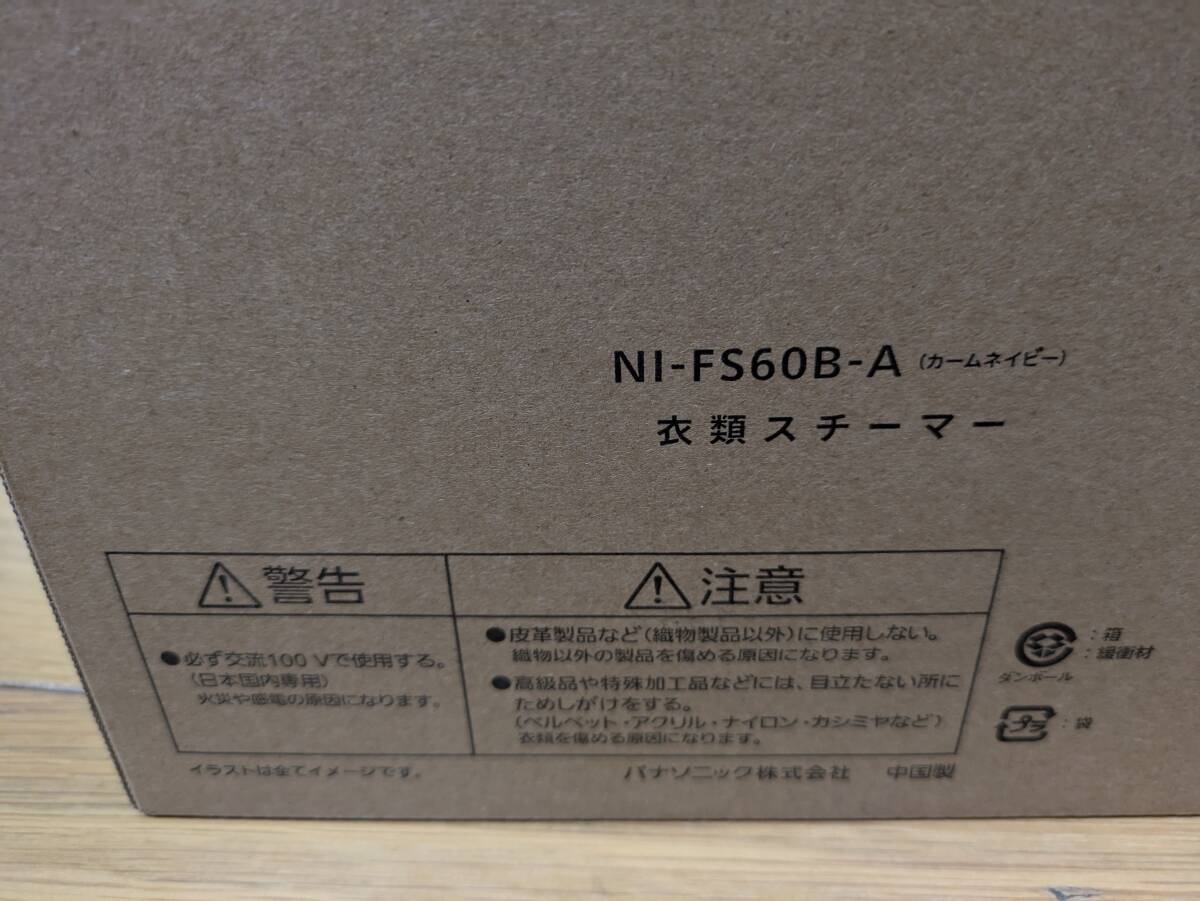 NI-FS60B-A（カームネイビー）
衣類スチーマー
警告
●必ず交流100 Vで使用する。
（日本国内専用）
火災や感電の原因になります。
注意
●皮革製品など（織物製品以外）に使用しない。
織物以外の製品を傷める原因になります。
●高級品や特殊加工品などには、目立たない所に
ためしがけをする。
（ベルベット・アクリル・ナイロン・カシミヤなど）
衣類を傷める原因になります。
：箱
：緩衝材
ダンボール
プラ
：袋
イラストは全てイメージです。
パナソニック株式会社 中国製